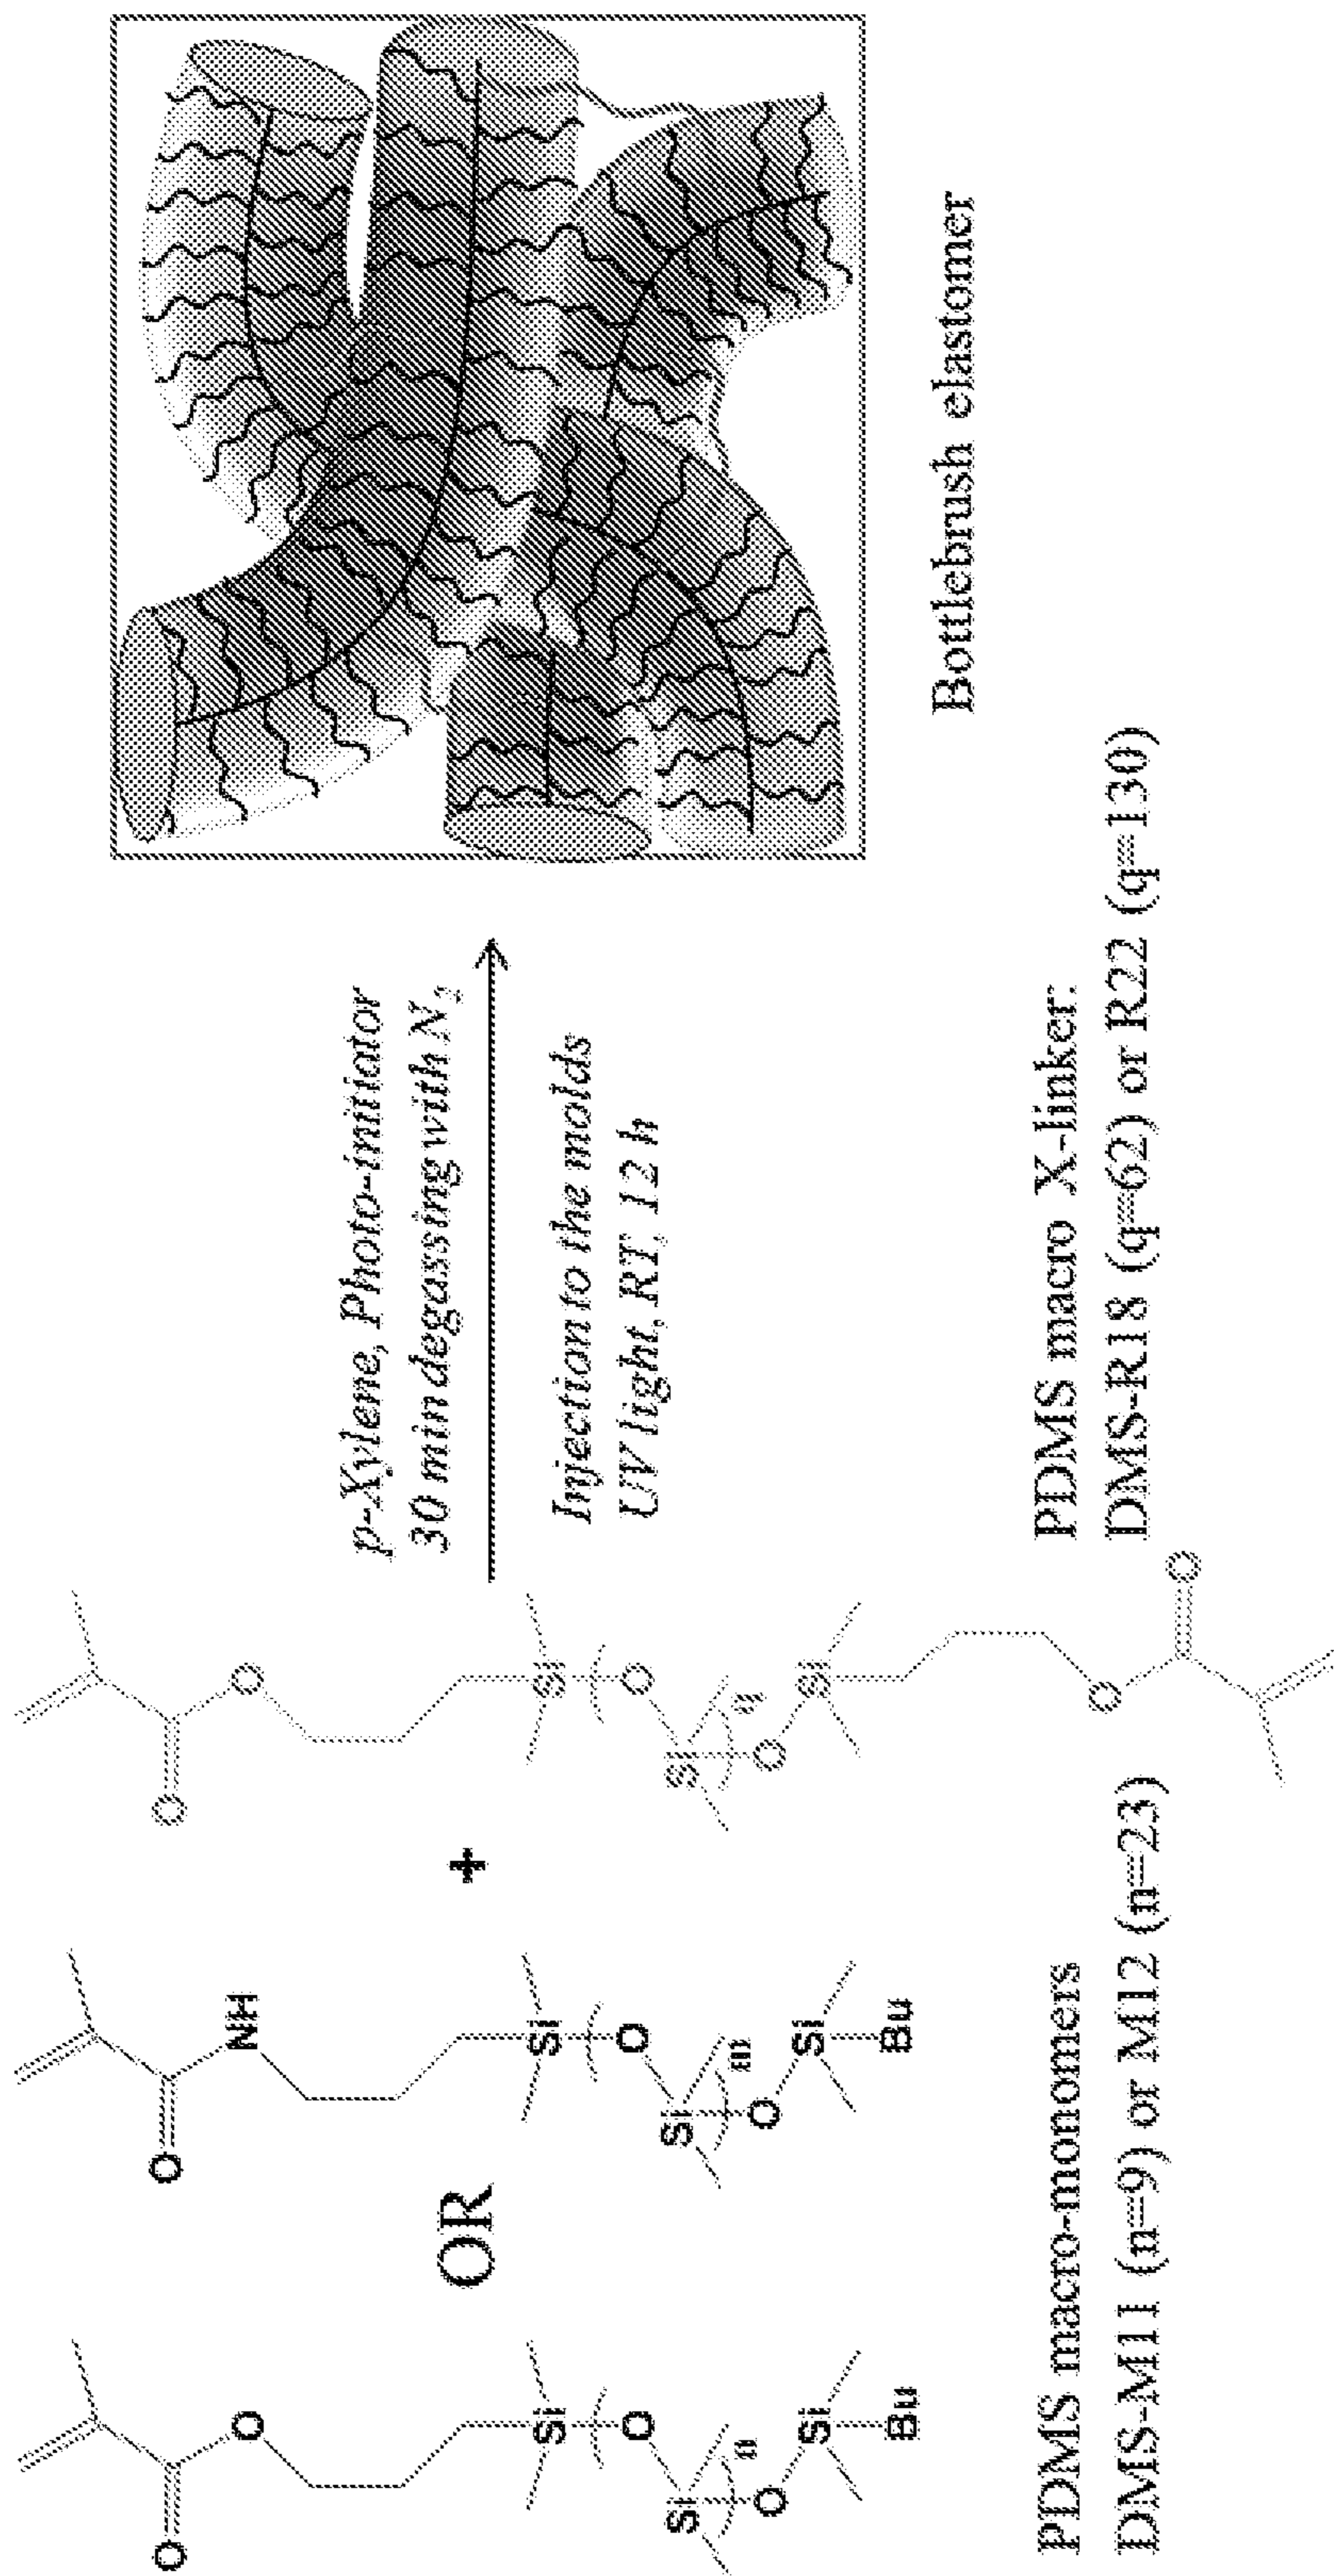 O
O
Si
O
Si
n
O
Si
Bu
OR
O
NH
Si
O
Si
m
O
Si
Bu
+
O
O
Si
O
Si
q
O
Si
O
O
p-Xylene, Photo-initiator
30 min degassing with N₂
Injection to the molds
UV light, RT, 12 h
PDMS macro-monomers
DMS-M11 (n=9) or M12 (n=23)
PDMS macro X-linker:
DMS-R18 (q=62) or R22 (q=130)
Bottlebrush elastomer